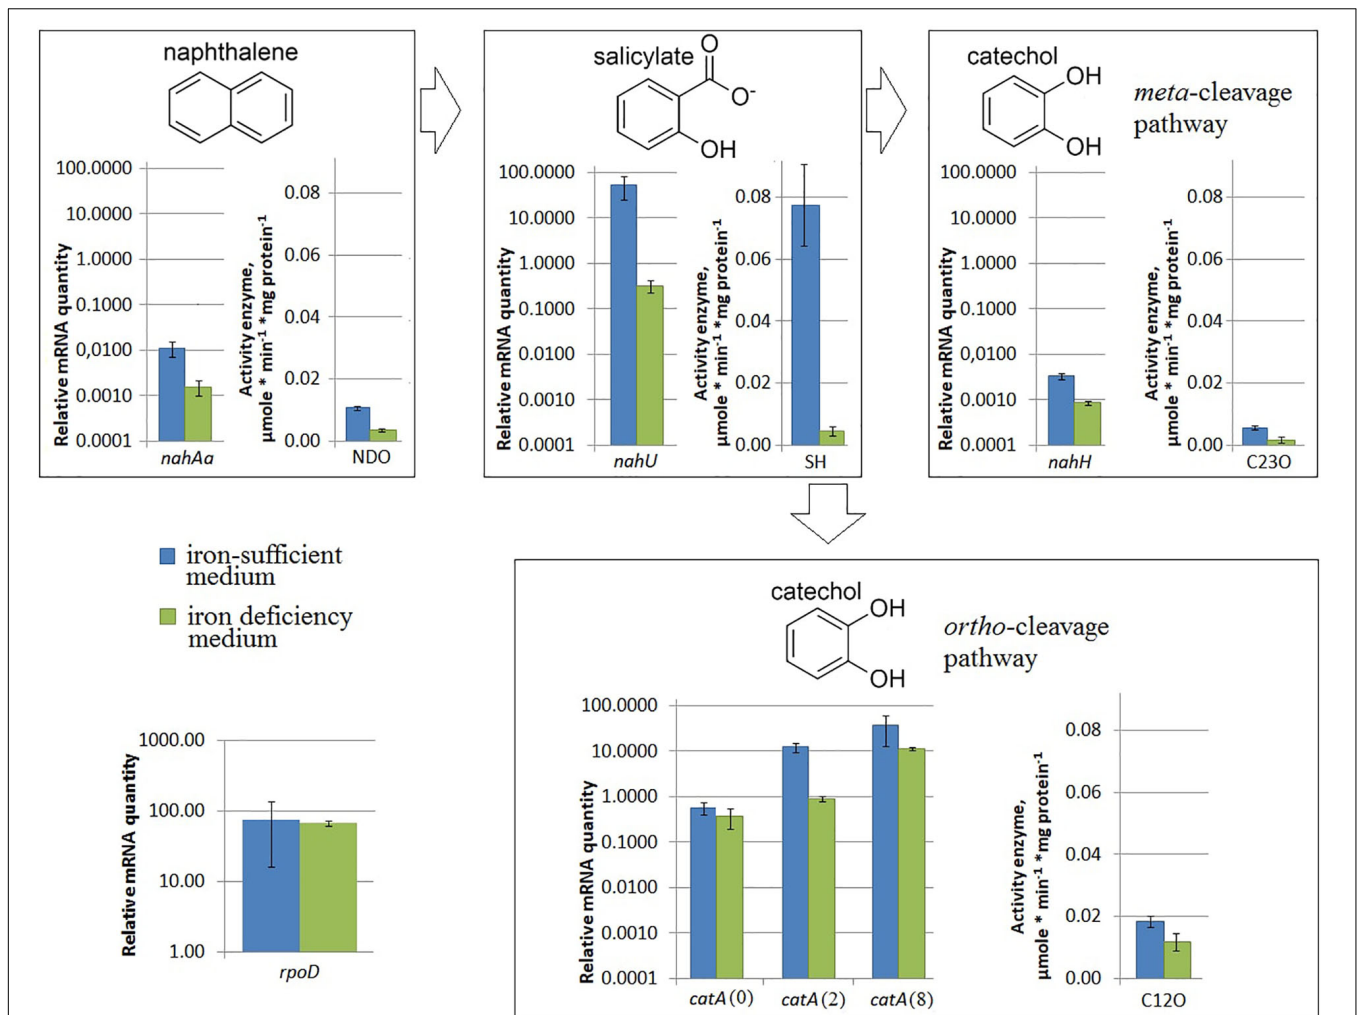 naphthalene
100.0000
10.0000
1.0000
0.1000
0,0100
0.0010
0.0001
Relative mRNA quantity
nahAa
Activity enzyme,
µmole * min-1 *mg protein-1
0.08
0.06
0.04
0.02
0.00
NDO
salicylate
O
O-
OH
100.0000
10.0000
1.0000
0.1000
0.0100
0.0010
0.0001
Relative mRNA quantity
nahU
Activity enzyme,
µmole * min-1 *mg protein-1
0.08
0.06
0.04
0.02
0.00
SH
catechol
OH
OH
meta-cleavage
pathway
100.0000
10.0000
1.0000
0.1000
0.0100
0.0010
0.0001
Relative mRNA quantity
nahH
Activity enzyme,
µmole * min-1 *mg protein-1
0.08
0.06
0.04
0.02
0.00
C23O
iron-sufficient
medium
iron deficiency
medium
1000.00
100.00
10.00
1.00
Relative mRNA quantity
rpoD
catechol
OH
OH
ortho-cleavage
pathway
100.0000
10.0000
1.0000
0.1000
0.0100
0.0010
0.0001
Relative mRNA quantity
catA(0)
catA(2)
catA(8)
Activity enzyme,
µmole * min-1 *mg protein-1
0.08
0.06
0.04
0.02
0.00
C12O